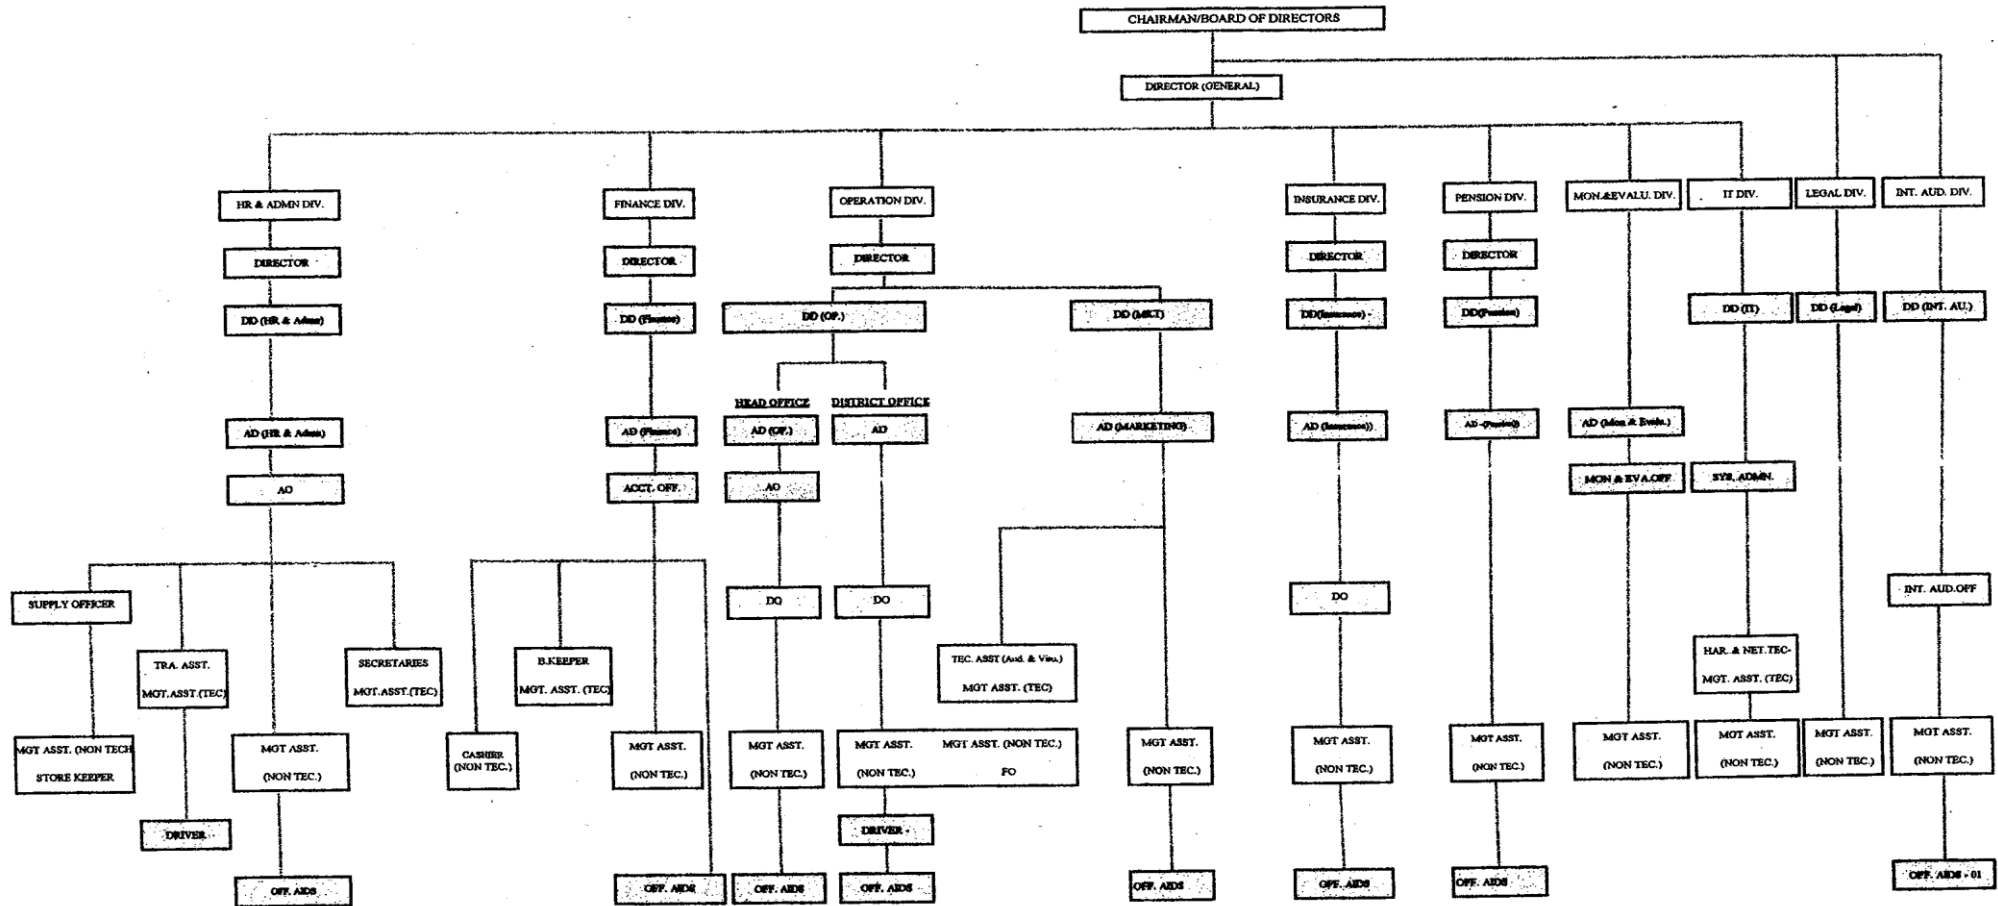 CHAIRMAN/BOARD OF DIRECTORS
DIRECTOR (GENERAL)
HR & ADMN DIV.
FINANCE DIV.
OPERATION DIV.
INSURANCE DIV.
PENSION DIV.
MON.&EVALU. DIV.
IT DIV.
LEGAL DIV.
INT. AUD. DIV.
DIRECTOR
DIRECTOR
DIRECTOR
DIRECTOR
DIRECTOR
DD (HR & Admn)
DD (Finance)
DD (OP.)
DD (MKT)
DD(Insurance) -
DD(Pension)
DD (IT)
DD (Legal)
DD (INT. AU.)
HEAD OFFICE
DISTRICT OFFICE
AD (HR & Admn)
AD (Finance)
AD (OP.)
AD
AD (MARKETING)
AD (Insurance))
AD -(Pension))
AD (Mon & Evalu.)
AO
ACCT. OFF.
AO
MON & EVA.OFF
SYS. ADMN.
SUPPLY OFFICER
DO
DO
DO
INT. AUD.OFF
TRA. ASST.
MGT.ASST.(TEC)
SECRETARIES
MGT.ASST.(TEC)
B.KEEPER
MGT. ASST. (TEC)
TEC. ASST (Aud. & Visu.)
MGT ASST. (TEC)
HAR. & NET.TEC-
MGT. ASST. (TEC)
MGT ASST. (NON TECH
STORE KEEPER
MGT ASST.
(NON TEC.)
CASHIER
(NON TEC.)
MGT ASST.
(NON TEC.)
MGT ASST.
(NON TEC.)
MGT ASST.
(NON TEC.)
MGT ASST. (NON TEC.)
FO
MGT ASST.
(NON TEC.)
MGT ASST.
(NON TEC.)
MGT ASST.
(NON TEC.)
MGT ASST.
(NON TEC.)
MGT ASST.
(NON TEC.)
MGT ASST.
(NON TEC.)
MGT ASST.
(NON TEC.)
DRIVER
DRIVER -
OFF. AIDS
OFF. AIDS
OFF. AIDS
OFF. AIDS
OFF. AIDS
OFF. AIDS
OFF. AIDS
OFF. AIDS - 01